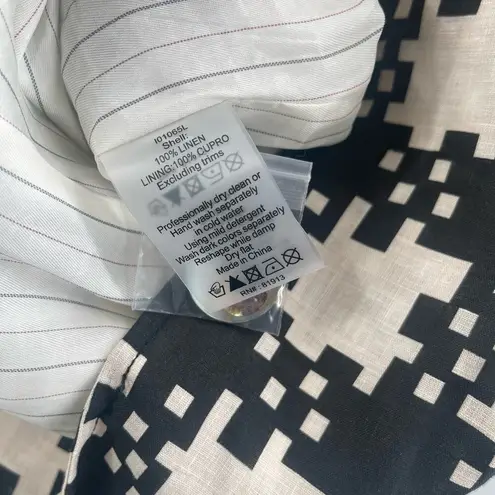 I01065L
Shell:
100% LINEN
LINING:100% CUPRO
Excluding trims
Professionally dry clean or
Hand wash separately
in cold water
Using mild detergent
Wash dark colors separately
Reshape while damp
Dry flat
Made in China
RN# : 81913